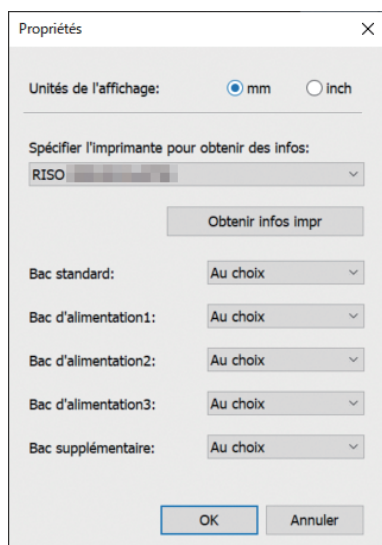 Propriétés
Unités de l'affichage: mm inch
Spécifier l'imprimante pour obtenir des infos:
RISO
Obtenir infos impr
Bac standard: Au choix
Bac d'alimentation1: Au choix
Bac d'alimentation2: Au choix
Bac d'alimentation3: Au choix
Bac supplémentaire: Au choix
OK Annuler